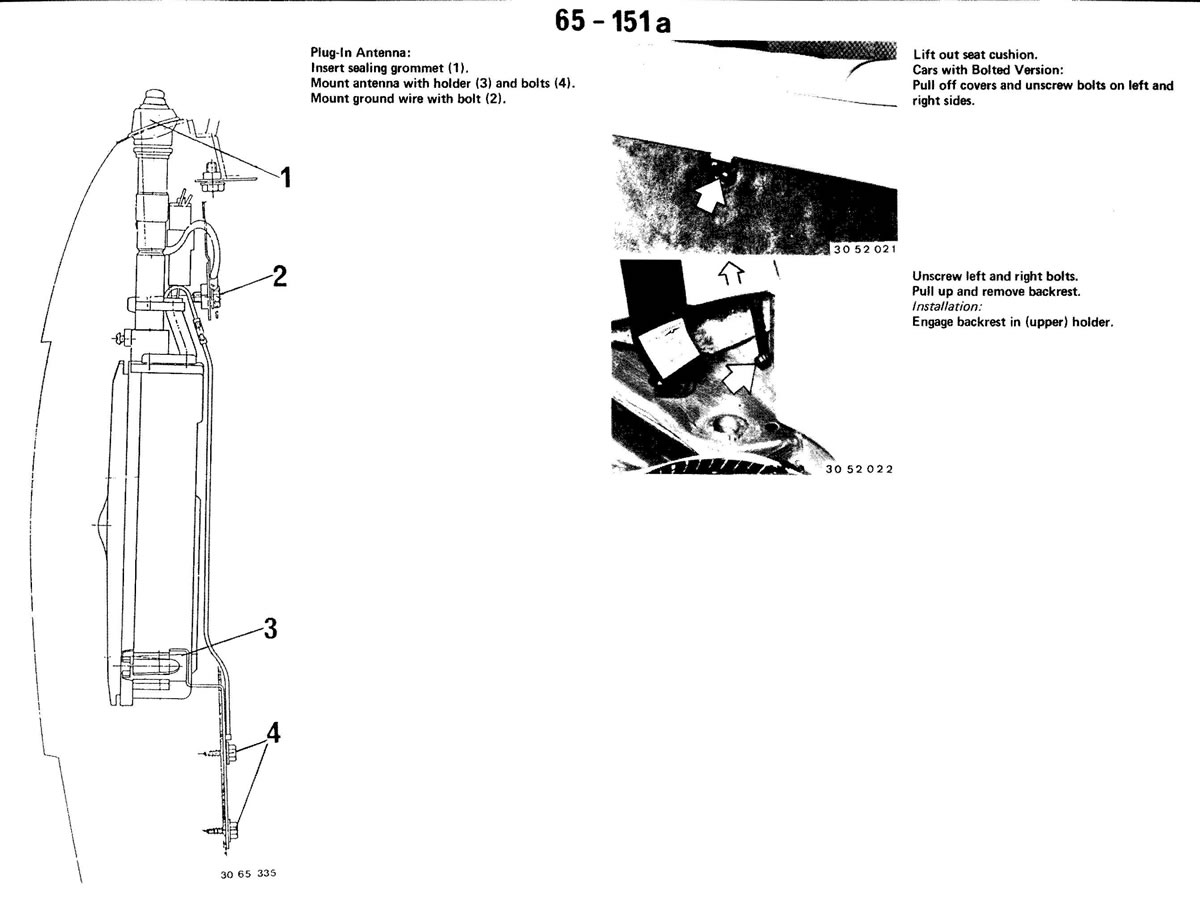 65 - 151a
Plug-In Antenna:
Insert sealing grommet (1).
Mount antenna with holder (3) and bolts (4).
Mount ground wire with bolt (2).
1
2
3
4
30 65 335
30 52 021
30 52 022
Lift out seat cushion.
Cars with Bolted Version:
Pull off covers and unscrew bolts on left and
right sides.
Unscrew left and right bolts.
Pull up and remove backrest.
Installation:
Engage backrest in (upper) holder.